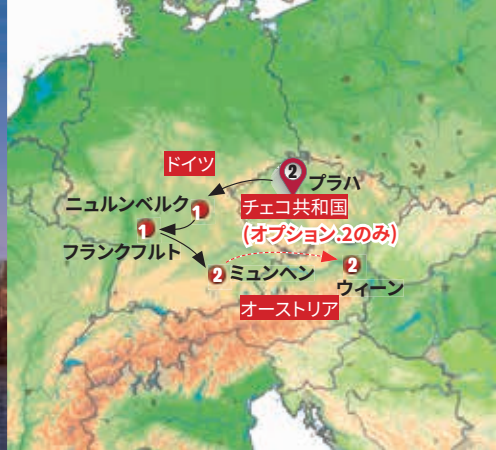 ドイツ
2
プラハ
ニュルンベルク
1
チェコ共和国
1
(オプション.2のみ)
フランクフルト
2
ミュンヘン
2
ウィーン
オーストリア